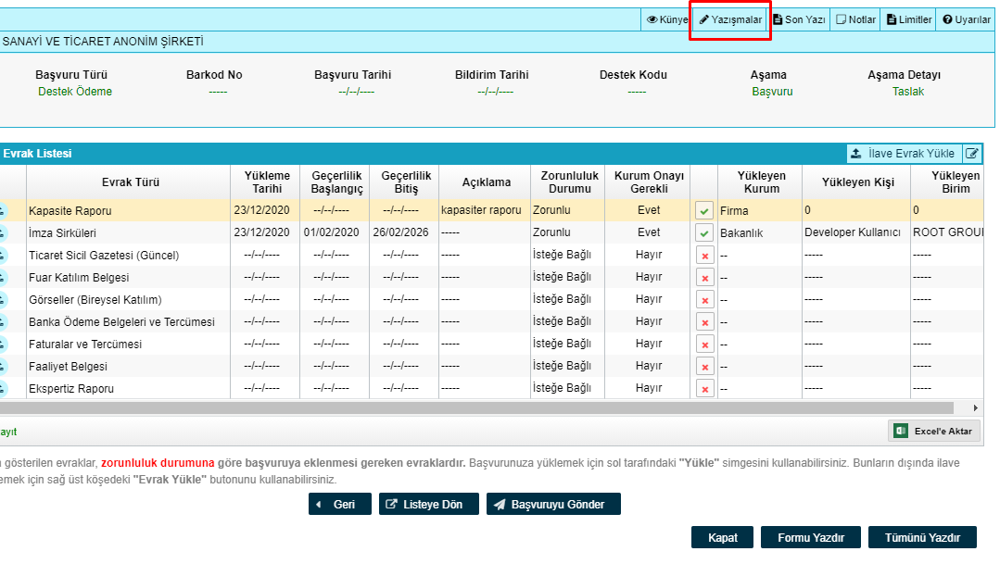 Künye Yazışmalar Son Yazı Notlar Limitler Uyarılar
SANAYİ VE TİCARET ANONİM ŞİRKETİ
Başvuru Türü Barkod No Başvuru Tarihi Bildirim Tarihi Destek Kodu Aşama Aşama Detayı
Destek Ödeme ----- --/--/---- --/--/---- ----- Başvuru Taslak
Evrak Listesi İlave Evrak Yükle
Evrak Türü Yükleme Tarihi Geçerlilik Başlangıç Geçerlilik Bitiş Açıklama Zorunluluk Durumu Kurum Onayı Gerekli Yükleyen Kurum Yükleyen Kişi Yükleyen Birim
Kapasite Raporu 23/12/2020 --/--/---- --/--/---- kapasiter raporu Zorunlu Evet Firma 0 0
İmza Sirküleri 23/12/2020 01/02/2020 26/02/2026 ----- Zorunlu Evet Bakanlık Developer Kullanıcı ROOT GROU
Ticaret Sicil Gazetesi (Güncel) --/--/---- --/--/---- --/--/---- ----- İsteğe Bağlı Hayır -- ----- -----
Fuar Katılım Belgesi --/--/---- --/--/---- --/--/---- ----- İsteğe Bağlı Hayır -- ----- -----
Görseller (Bireysel Katılım) --/--/---- --/--/---- --/--/---- ----- İsteğe Bağlı Hayır -- ----- -----
Banka Ödeme Belgeleri ve Tercümesi --/--/---- --/--/---- --/--/---- ----- İsteğe Bağlı Hayır -- ----- -----
Faturalar ve Tercümesi --/--/---- --/--/---- --/--/---- ----- İsteğe Bağlı Hayır -- ----- -----
Faaliyet Belgesi --/--/---- --/--/---- --/--/---- ----- İsteğe Bağlı Hayır -- ----- -----
Ekspertiz Raporu --/--/---- --/--/---- --/--/---- ----- İsteğe Bağlı Hayır -- ----- -----
ayıt Excel'e Aktar
gösterilen evraklar, zorunluluk durumuna göre başvuruya eklenmesi gereken evraklardır. Başvurunuza yüklemek için sol tarafındaki "Yükle" simgesini kullanabilirsiniz. Bunların dışında ilave
emek için sağ üst köşedeki "Evrak Yükle" butonunu kullanabilirsiniz.
Geri Listeye Dön Başvuruyu Gönder
Kapat Formu Yazdır Tümünü Yazdır